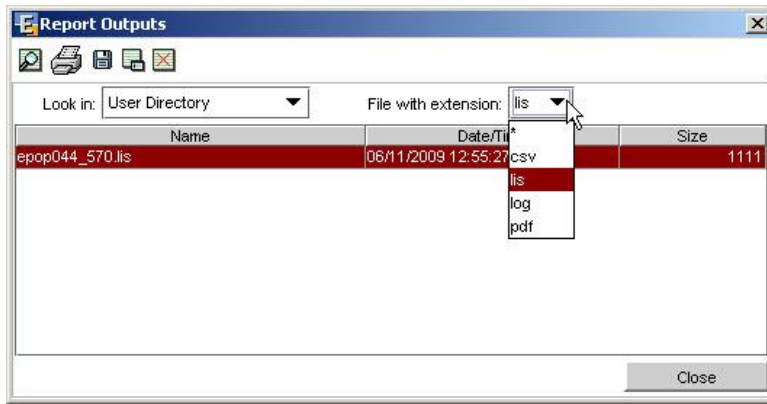 Report Outputs
Look in: User Directory File with extension: lis
Name Date/Ti Size
epop044_570.lis 06/11/2009 12:55:27 1111
*
csv
lis
log
pdf
Close